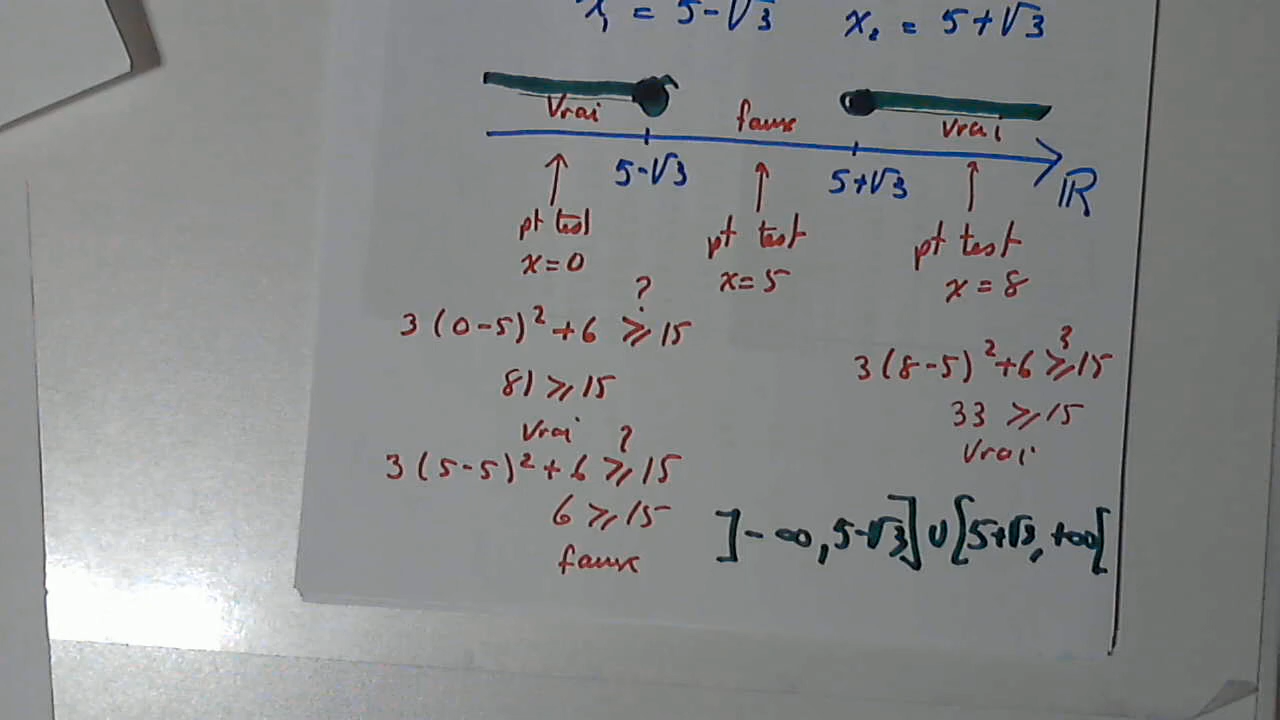 x₁ = 5-√3 x₂ = 5+√3
Vrai fausse Vrai
5-√3 5+√3 ℝ
pt test pt test pt test
x=0 x=5 x=8
?
3(0-5)²+6 ⩾ 15
81 ⩾ 15
Vrai
?
3(5-5)²+6 ⩾ 15
6 ⩾ 15
fausse
?
3(8-5)²+6 ⩾ 15
33 ⩾ 15
Vrai
]-∞, 5-√3] ∪ [5+√3, +∞[